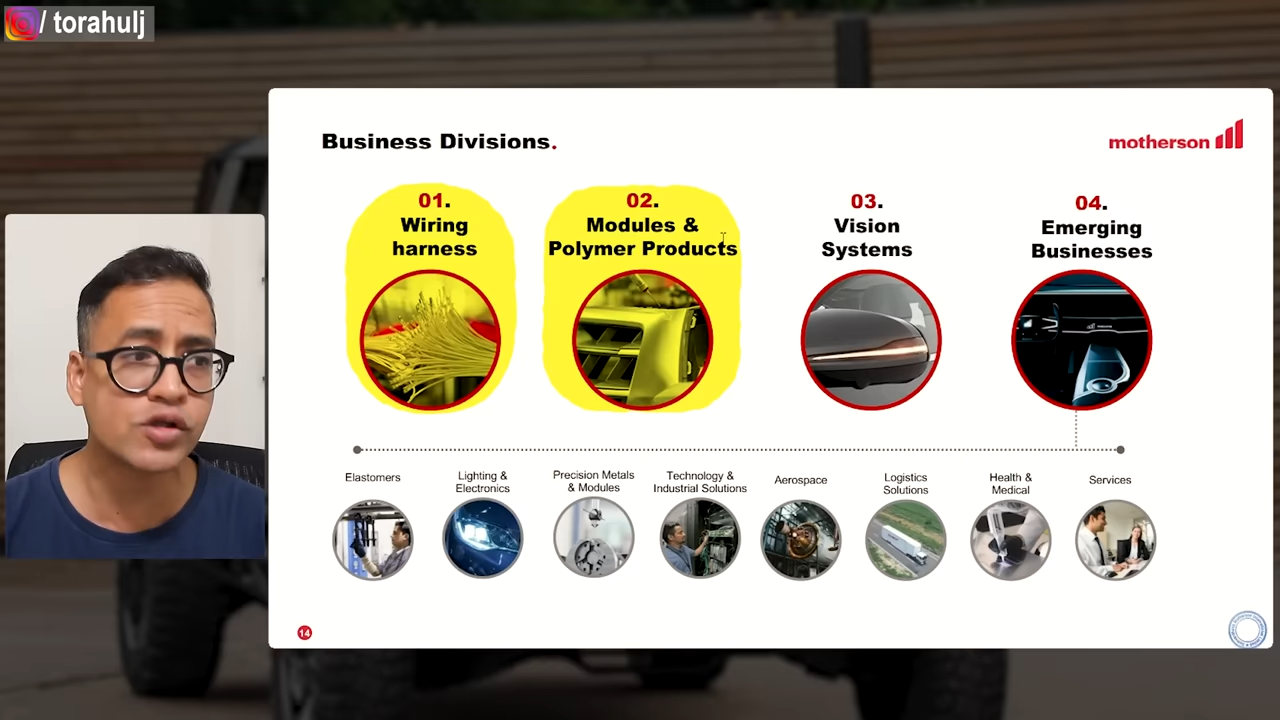 / torahulj
Business Divisions.
motherson
01.
Wiring
harness
02.
Modules &
Polymer Products
03.
Vision
Systems
04.
Emerging
Businesses
Elastomers
Lighting &
Electronics
Precision Metals
& Modules
Technology &
Industrial Solutions
Aerospace
Logistics
Solutions
Health &
Medical
Services
14